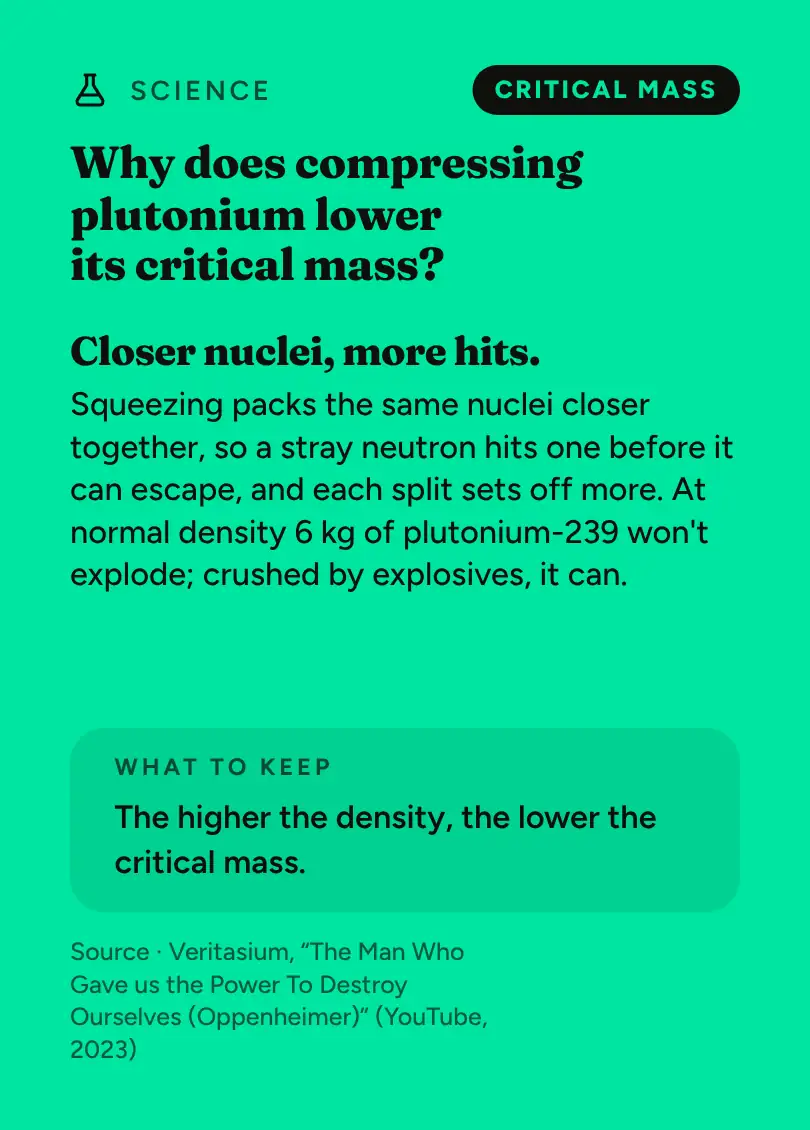 SCIENCE
CRITICAL MASS
Why does compressing
plutonium lower
its critical mass?
Closer nuclei, more hits.
Squeezing packs the same nuclei closer
together, so a stray neutron hits one before it
can escape, and each split sets off more. At
normal density 6 kg of plutonium-239 won't
explode; crushed by explosives, it can.
WHAT TO KEEP
The higher the density, the lower the
critical mass.
Source · Veritasium, “The Man Who
Gave us the Power To Destroy
Ourselves (Oppenheimer)” (YouTube,
2023)